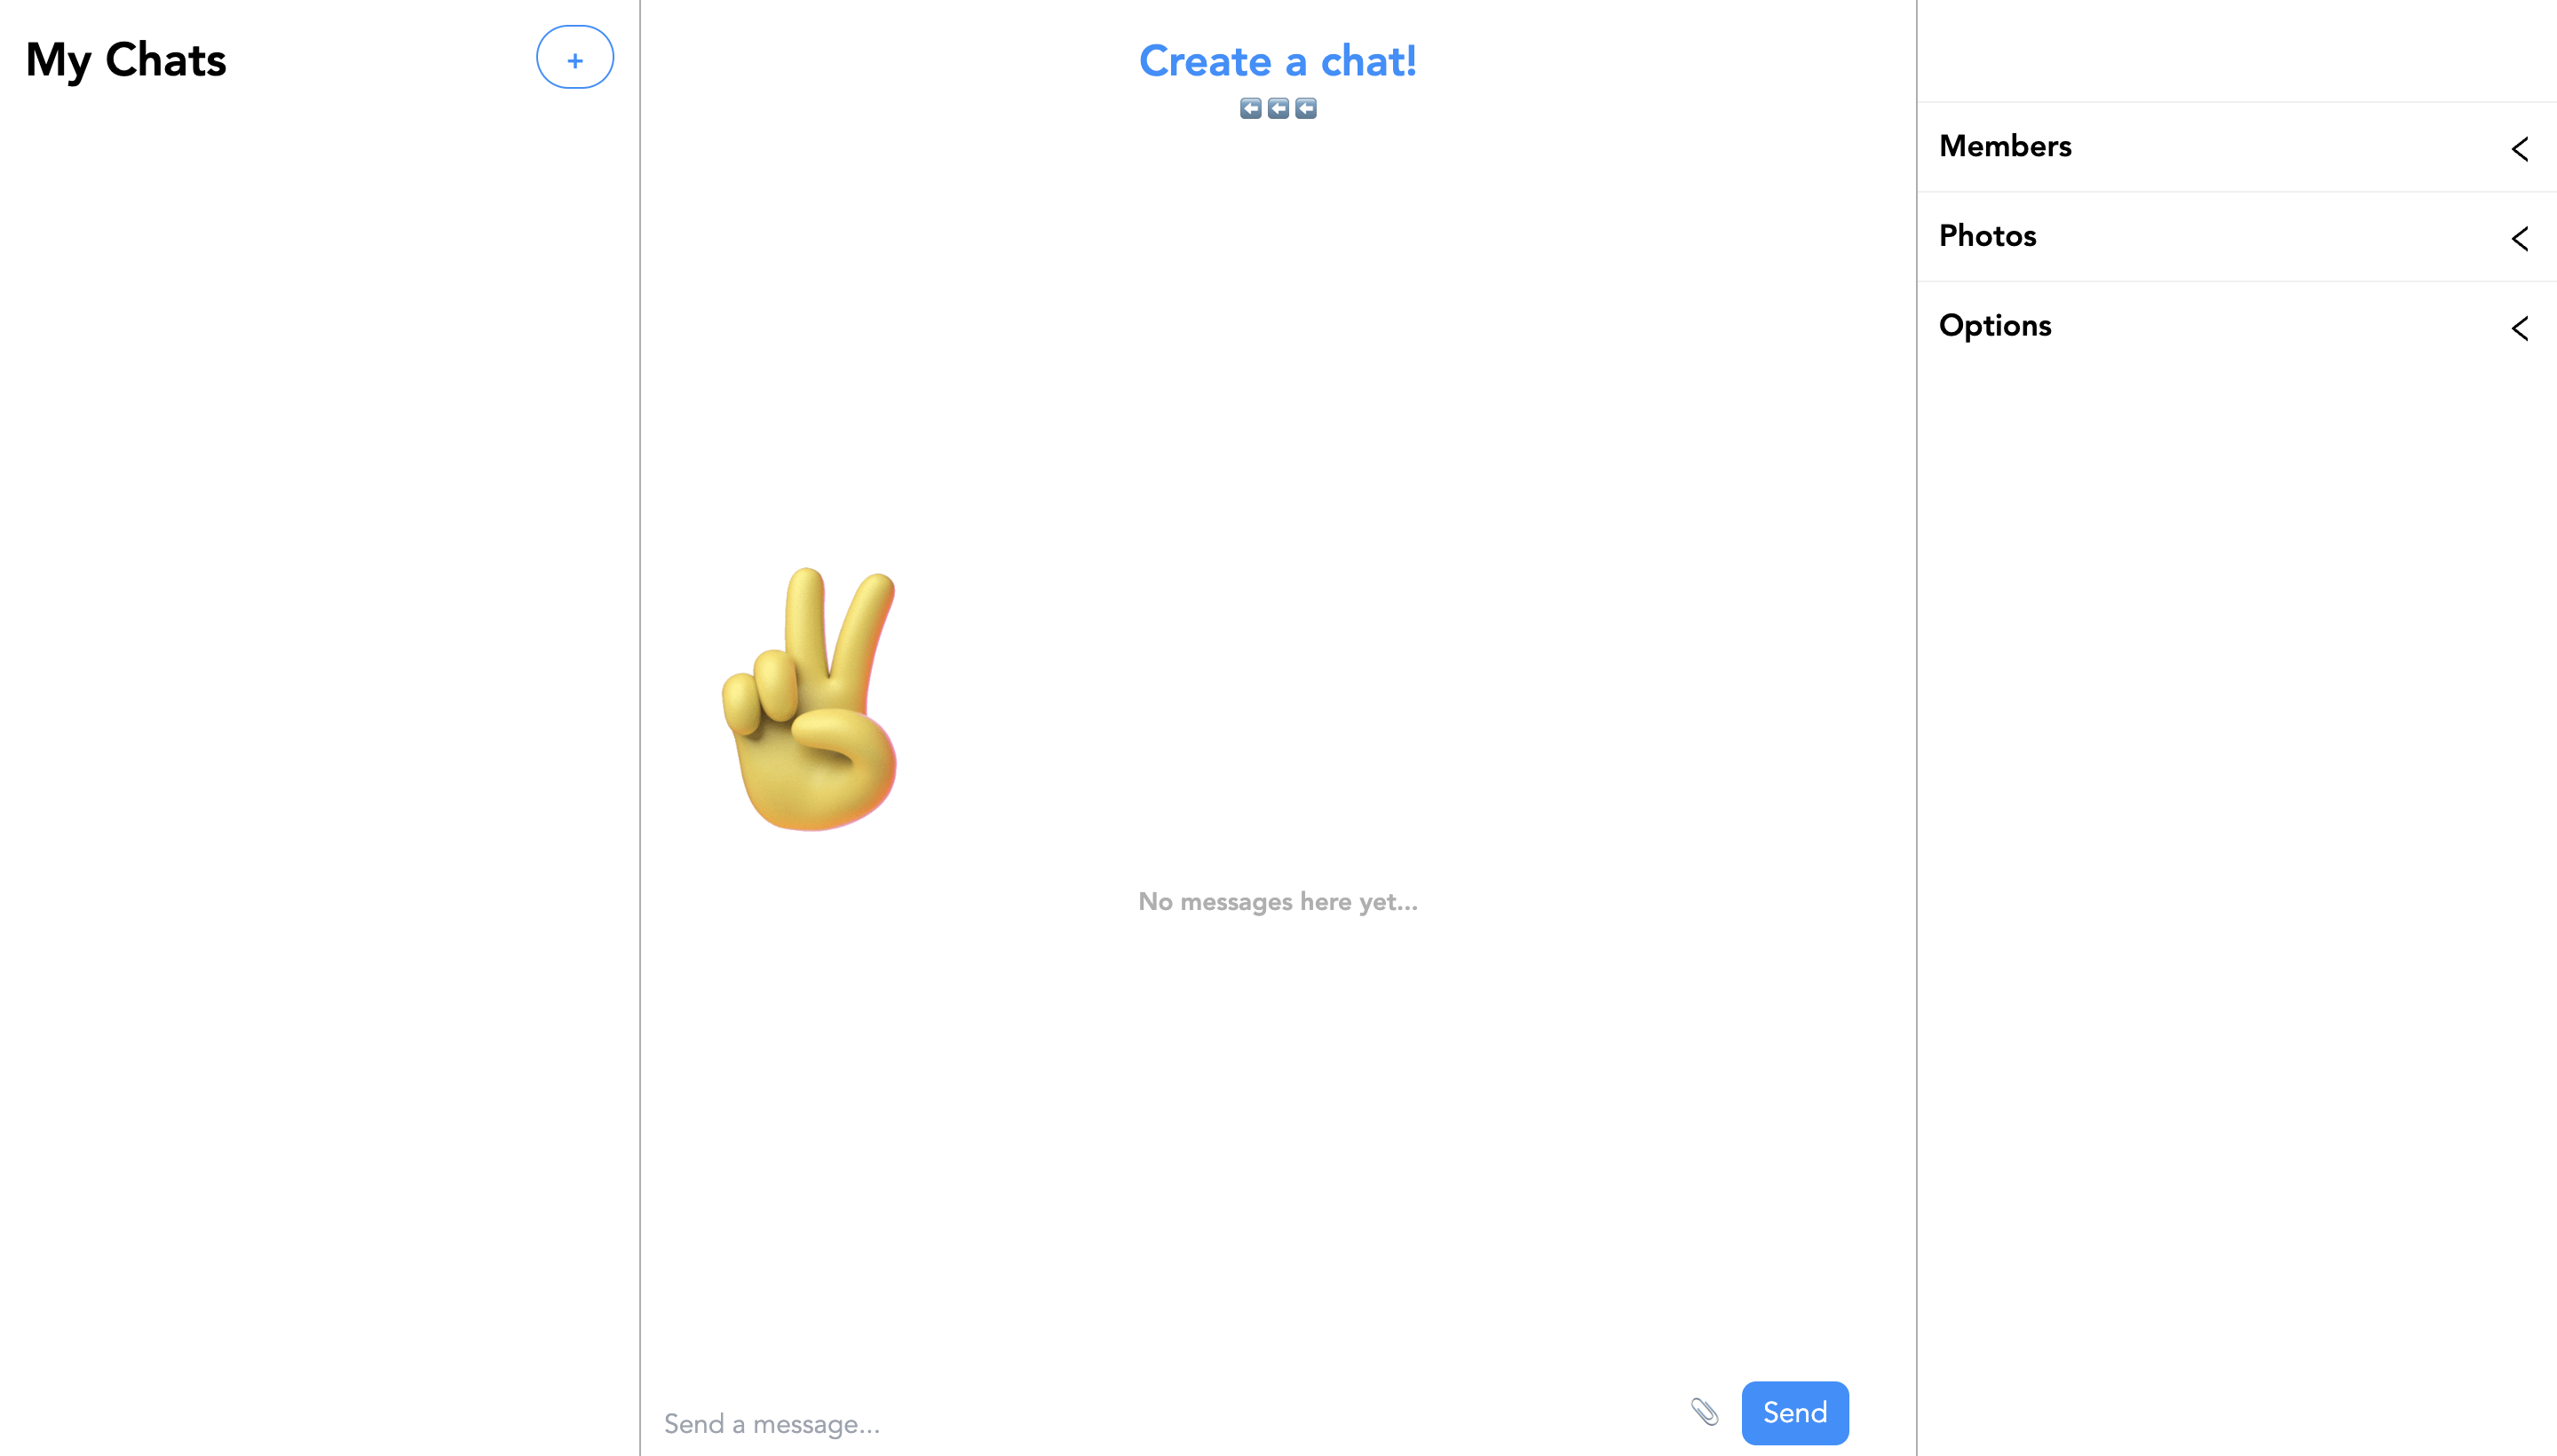 My Chats
+
Create a chat!
⬅️⬅️⬅️
No messages here yet...
Send a message...
Send
Members
Photos
Options